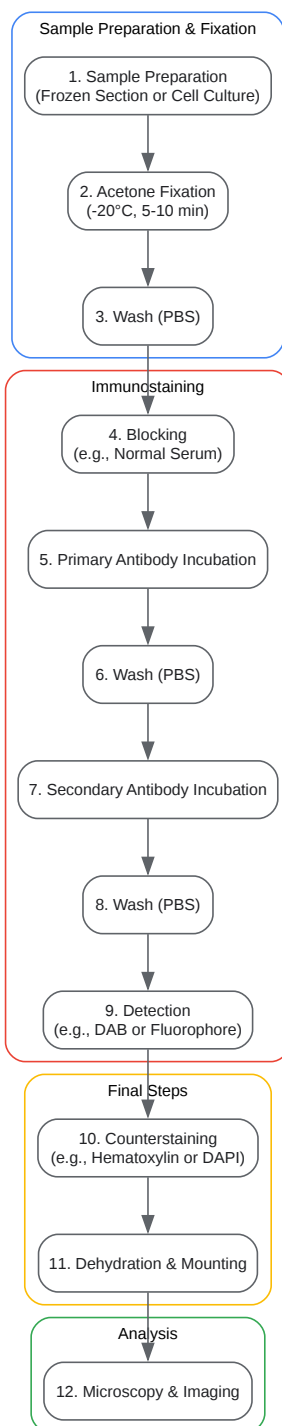 Sample Preparation & Fixation
1. Sample Preparation
(Frozen Section or Cell Culture)
2. Acetone Fixation
(-20°C, 5-10 min)
3. Wash (PBS)
Immunostaining
4. Blocking
(e.g., Normal Serum)
5. Primary Antibody Incubation
6. Wash (PBS)
7. Secondary Antibody Incubation
8. Wash (PBS)
9. Detection
(e.g., DAB or Fluorophore)
Final Steps
10. Counterstaining
(e.g., Hematoxylin or DAPI)
11. Dehydration & Mounting
Analysis
12. Microscopy & Imaging